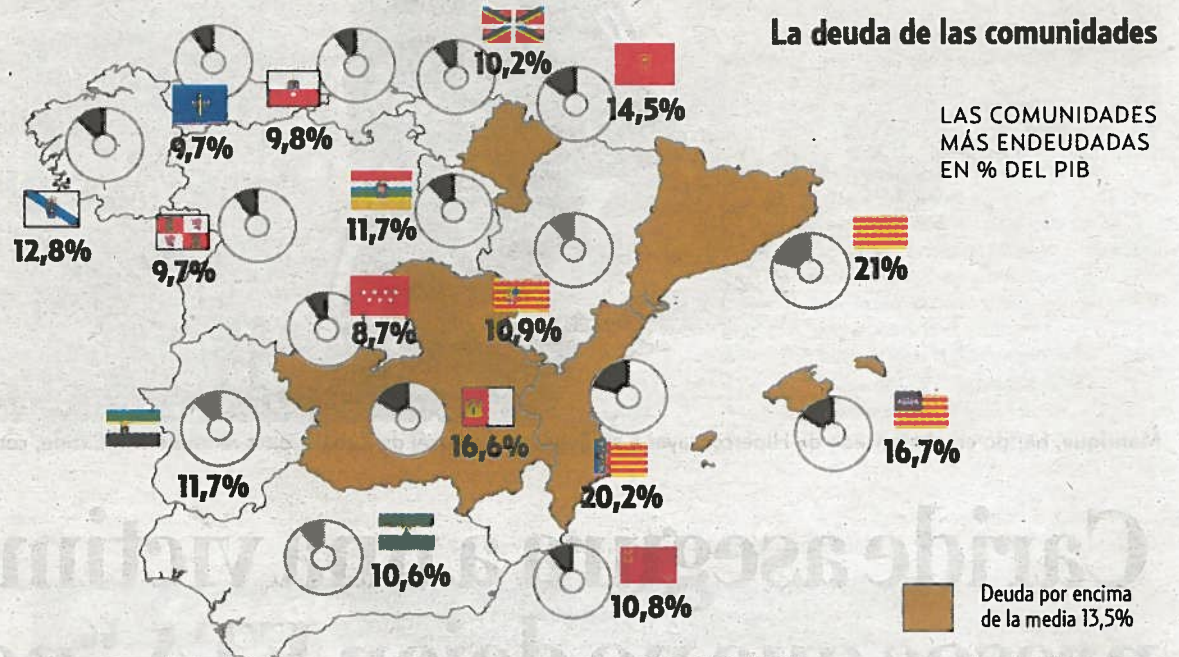 La deuda de las comunidades
LAS COMUNIDADES
MÁS ENDEUDADAS
EN % DEL PIB
10,2%
14,5%
9,7%
9,8%
12,8%
9,7%
11,7%
21%
8,7%
10,9%
11,7%
16,6%
20,2%
16,7%
10,6%
10,8%
Deuda por encima
de la media 13,5%